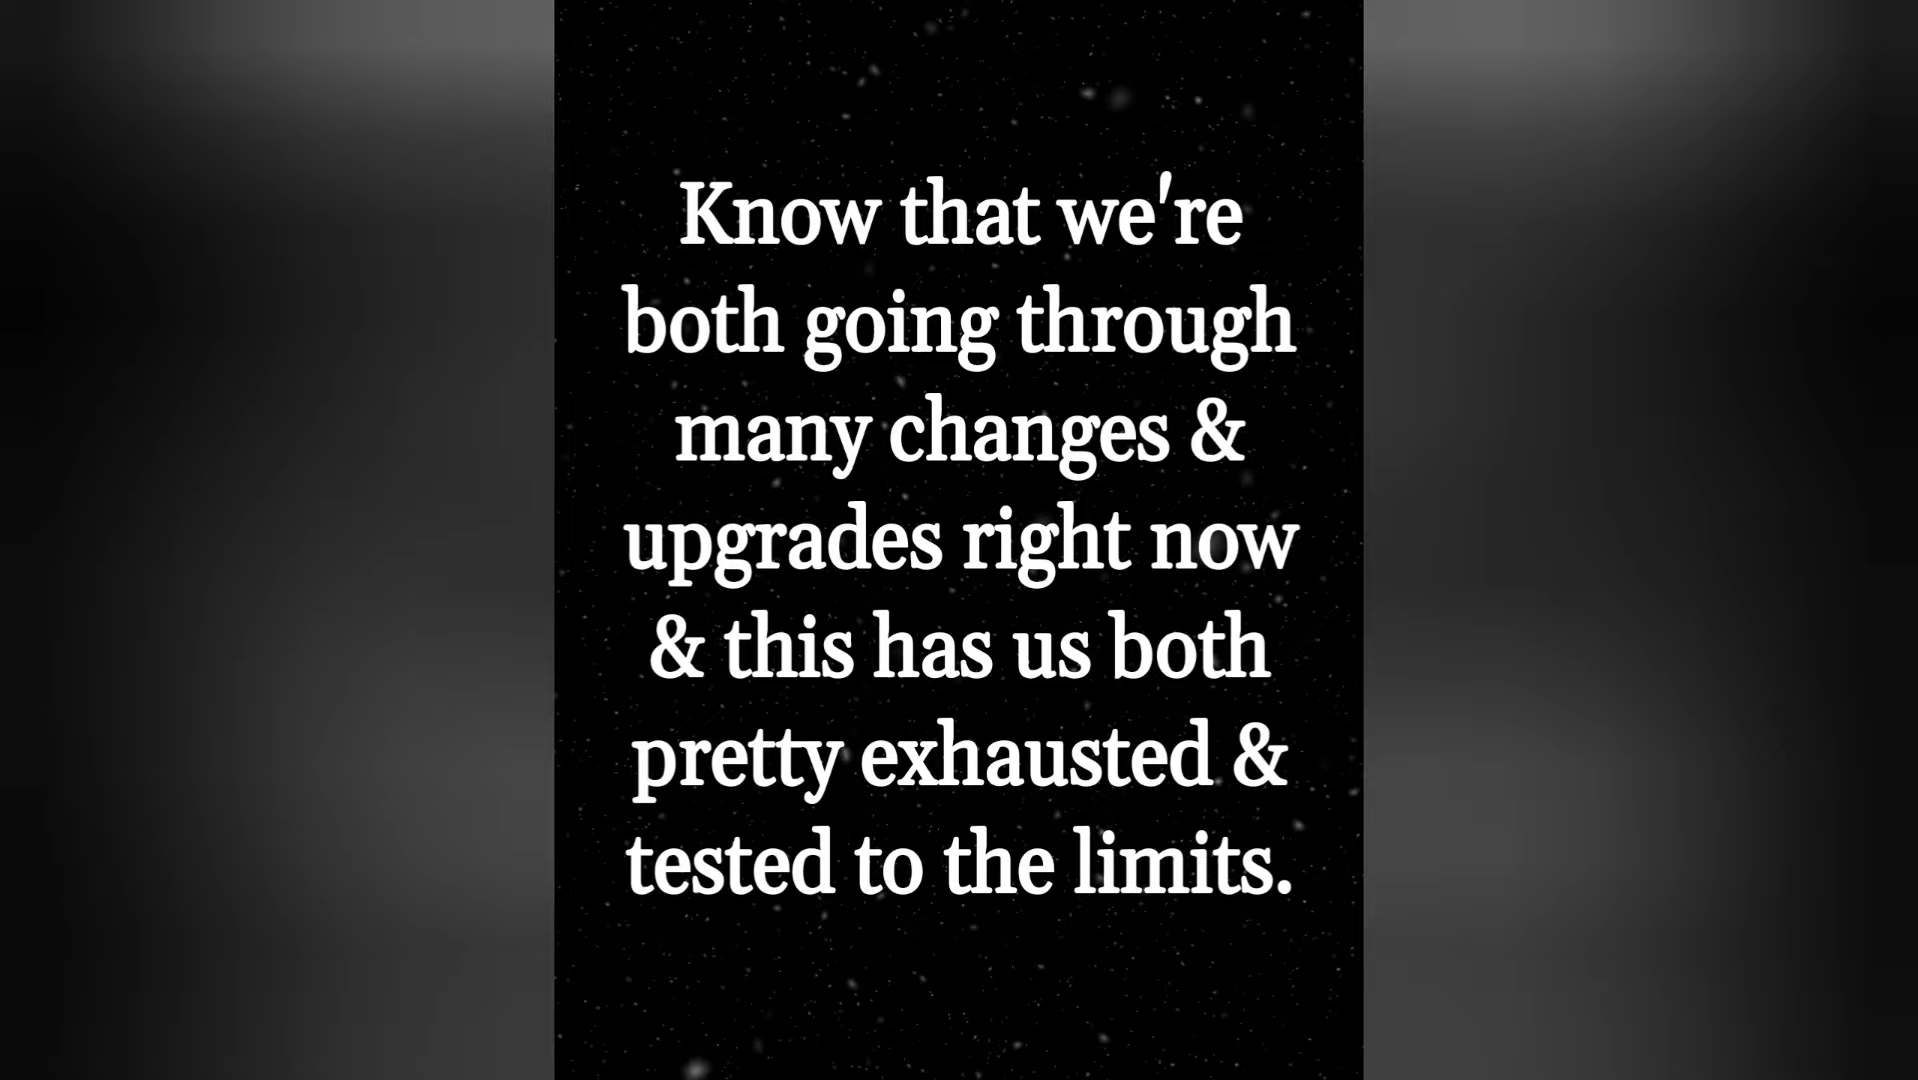 Know that we're
both going through
many changes &
upgrades right now
& this has us both
pretty exhausted &
tested to the limits.